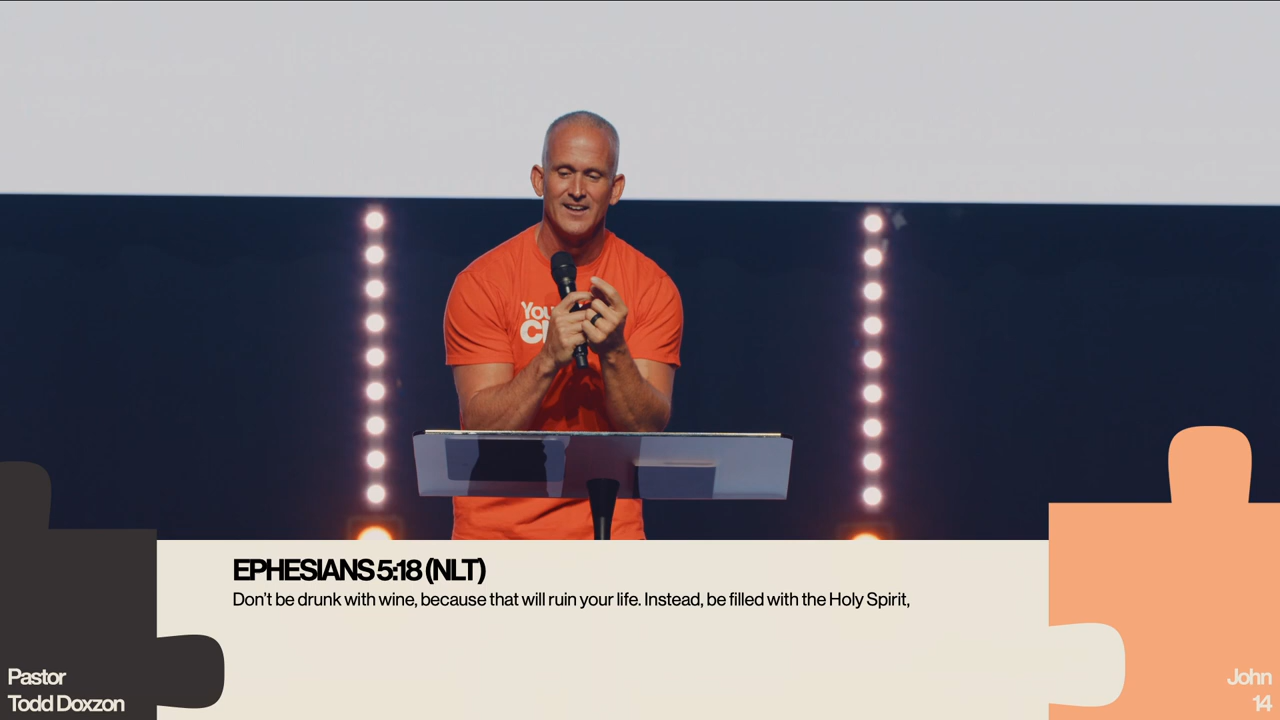 You
EPHESIANS 5:18 (NLT)
Don't be drunk with wine, because that will ruin your life. Instead, be filled with the Holy Spirit,
Pastor
Todd Doxzon
John
14